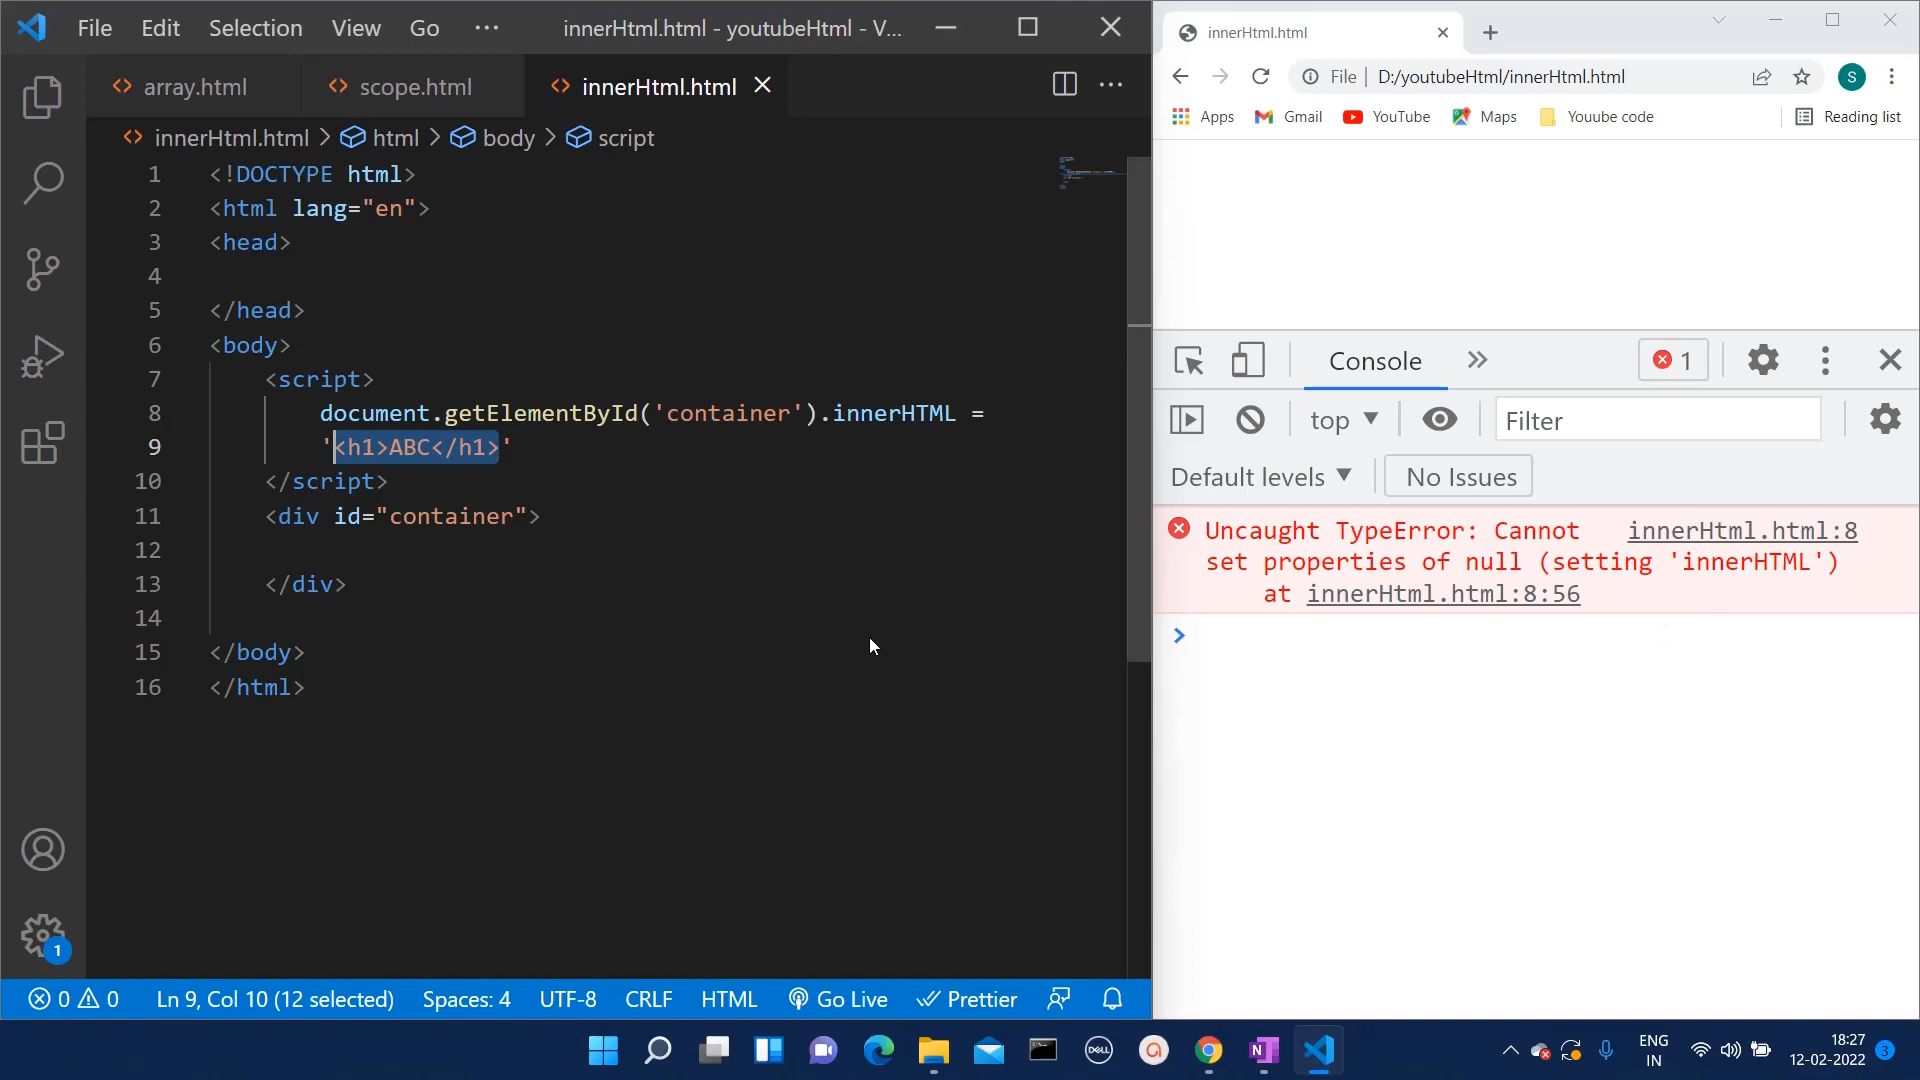 File Edit Selection View Go ··· innerHtml.html - youtubeHtml - V...
array.html scope.html innerHtml.html
innerHtml.html > html > body > script
1 <!DOCTYPE html>
2 <html lang="en">
3 <head>
4
5 </head>
6 <body>
7 <script>
8 document.getElementById('container').innerHTML =
9 '<h1>ABC</h1>'
10 </script>
11 <div id="container">
12
13 </div>
14
15 </body>
16 </html>
1
0 0 Ln 9, Col 10 (12 selected) Spaces: 4 UTF-8 CRLF HTML Go Live Prettier
innerHtml.html
File | D:/youtubeHtml/innerHtml.html S
Apps Gmail YouTube Maps Youube code Reading list
Console 1
top Filter
Default levels No Issues
Uncaught TypeError: Cannot innerHtml.html:8
set properties of null (setting 'innerHTML')
at innerHtml.html:8:56
DELL N ENG 18:27
IN 12-02-2022 3